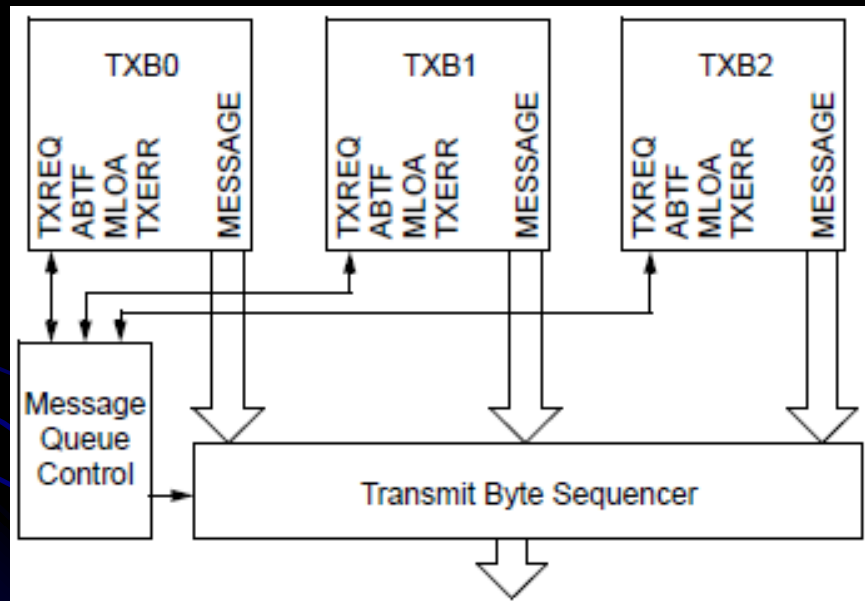 TXB0
TXREQ
ABTF
MLOA
TXERR
MESSAGE
TXB1
TXREQ
ABTF
MLOA
TXERR
MESSAGE
TXB2
TXREQ
ABTF
MLOA
TXERR
MESSAGE
Message
Queue
Control
Transmit Byte Sequencer